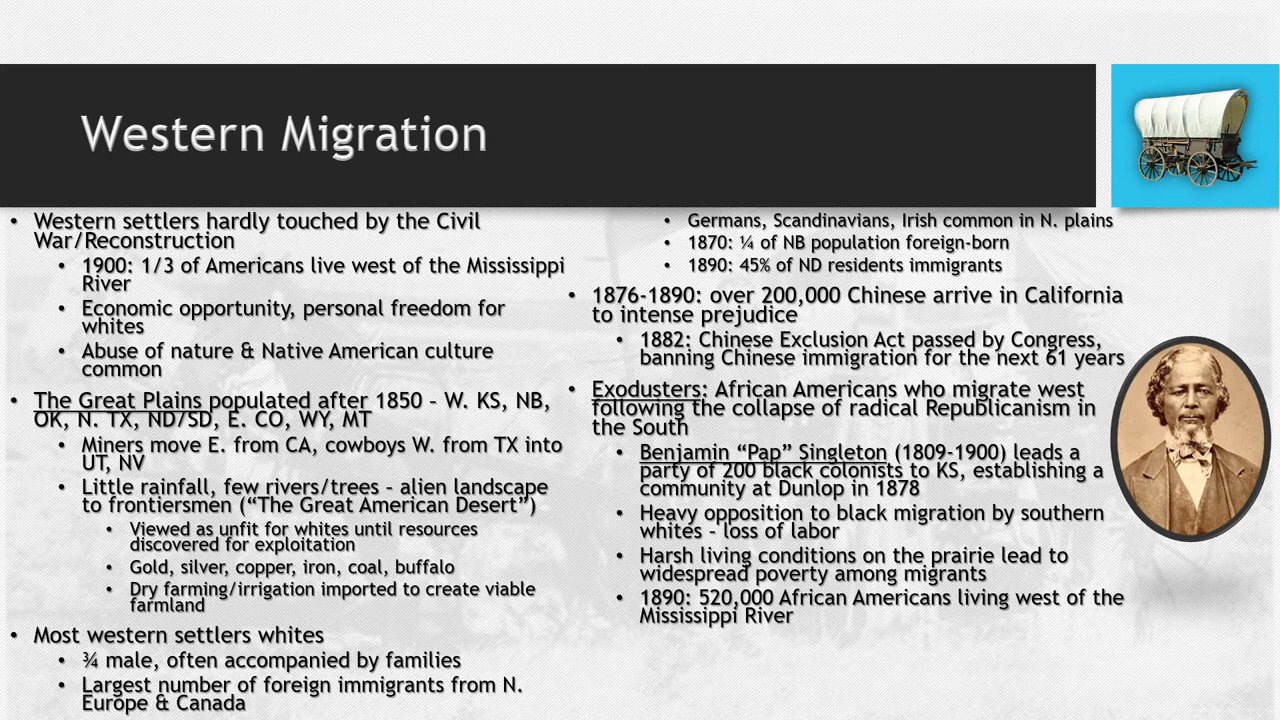 Western Migration
• Western settlers hardly touched by the Civil
War/Reconstruction
• 1900: 1/3 of Americans live west of the Mississippi
River
• Economic opportunity, personal freedom for
whites
• Abuse of nature & Native American culture
common
• The Great Plains populated after 1850 – W. KS, NB,
OK, N. TX, ND/SD, E. CO, WY, MT
• Miners move E. from CA, cowboys W. from TX into
UT, NV
• Little rainfall, few rivers/trees – alien landscape
to frontiersmen (“The Great American Desert”)
• Viewed as unfit for whites until resources
discovered for exploitation
• Gold, silver, copper, iron, coal, buffalo
• Dry farming/irrigation imported to create viable
farmland
• Most western settlers whites
• ¾ male, often accompanied by families
• Largest number of foreign immigrants from N.
Europe & Canada
• Germans, Scandinavians, Irish common in N. plains
• 1870: ¼ of NB population foreign-born
• 1890: 45% of ND residents immigrants
• 1876-1890: over 200,000 Chinese arrive in California
to intense prejudice
• 1882: Chinese Exclusion Act passed by Congress,
banning Chinese immigration for the next 61 years
• Exodusters: African Americans who migrate west
following the collapse of radical Republicanism in
the South
• Benjamin “Pap” Singleton (1809-1900) leads a
party of 200 black colonists to KS, establishing a
community at Dunlop in 1878
• Heavy opposition to black migration by southern
whites – loss of labor
• Harsh living conditions on the prairie lead to
widespread poverty among migrants
• 1890: 520,000 African Americans living west of the
Mississippi River